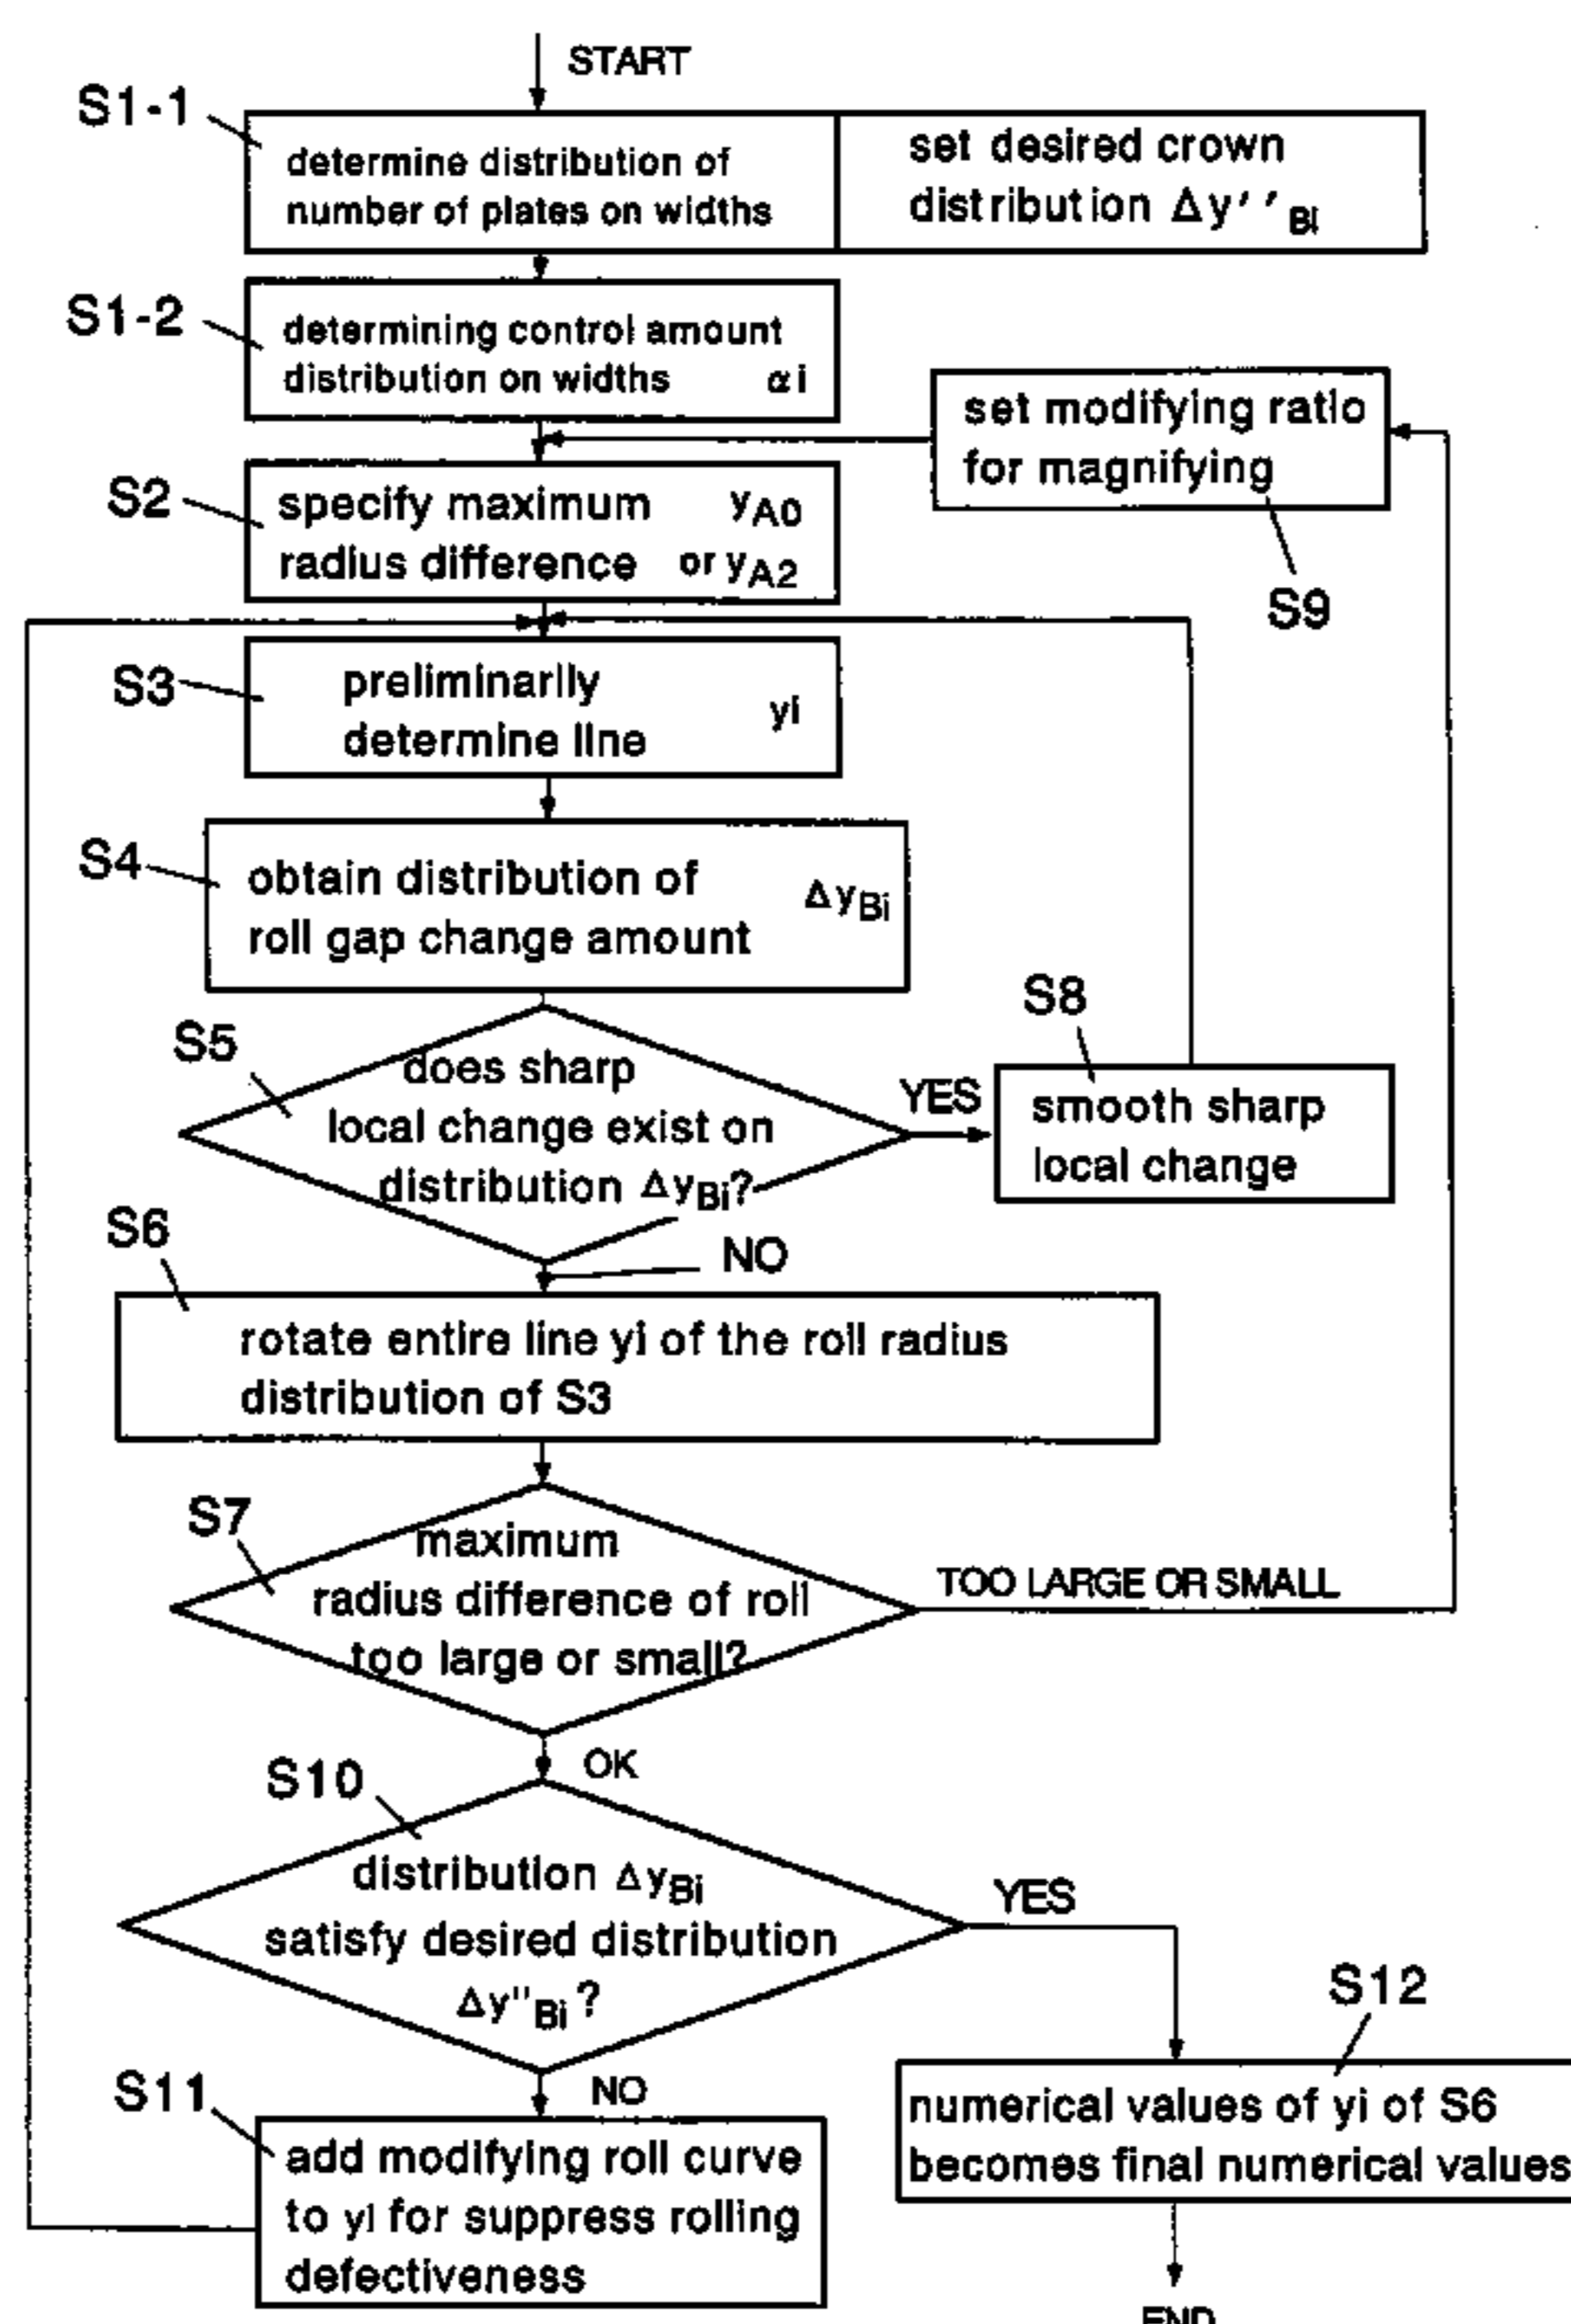 START
S1-1
determine distribution of
number of plates on widths
set desired crown
distribution Δy′′Bi
S1-2
determining control amount
distribution on widths αi
set modifying ratio
for magnifying
S9
S2
specify maximum yA0
radius difference or yA2
S3
preliminarily
determine line yi
S4
obtain distribution of
roll gap change amount ΔyBi
S5
does sharp
local change exist on
distribution ΔyBi?
YES
S8
smooth sharp
local change
NO
S6
rotate entire line yi of the roll radius
distribution of S3
S7
maximum
radius difference of roll
too large or small?
TOO LARGE OR SMALL
OK
S10
distribution ΔyBi
satisfy desired distribution
Δy"Bi ?
YES
S12
numerical values of yi of S6
becomes final numerical values
END
NO
S11
add modifying roll curve
to yi for suppress rolling
defectiveness